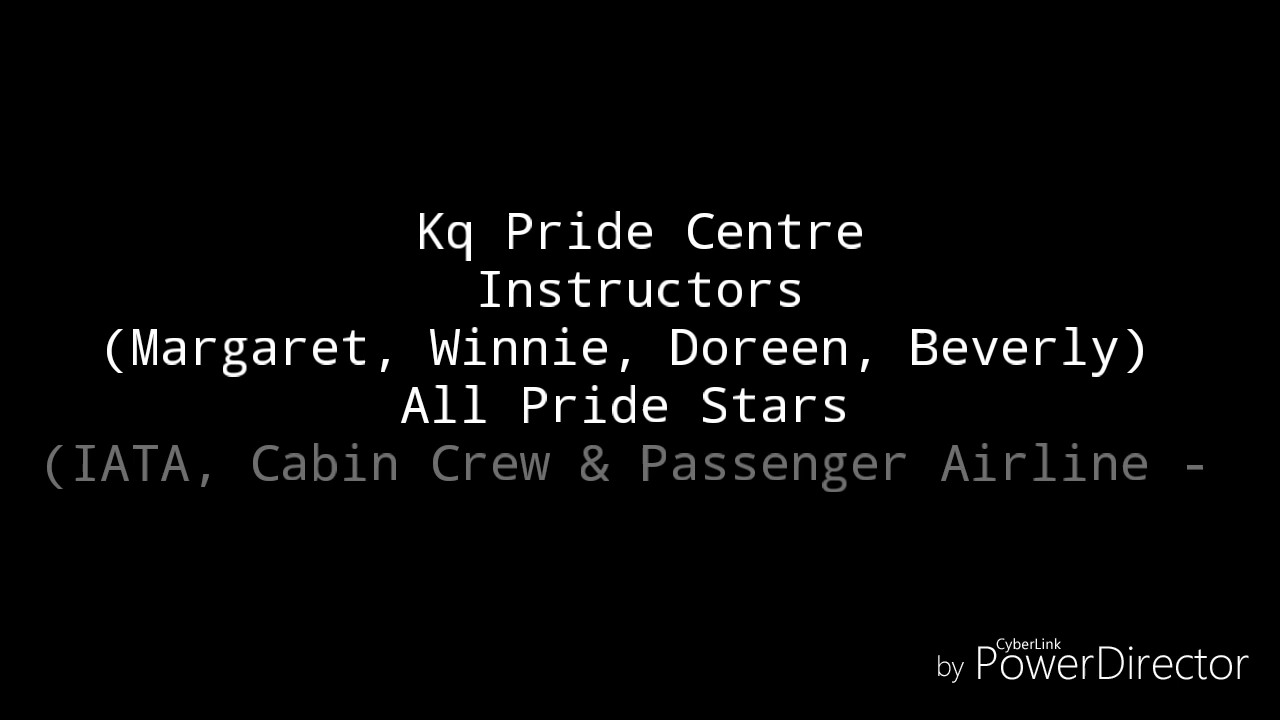 Kq Pride Centre
Instructors
(Margaret, Winnie, Doreen, Beverly)
All Pride Stars
(IATA, Cabin Crew & Passenger Airline -
by CyberLink PowerDirector